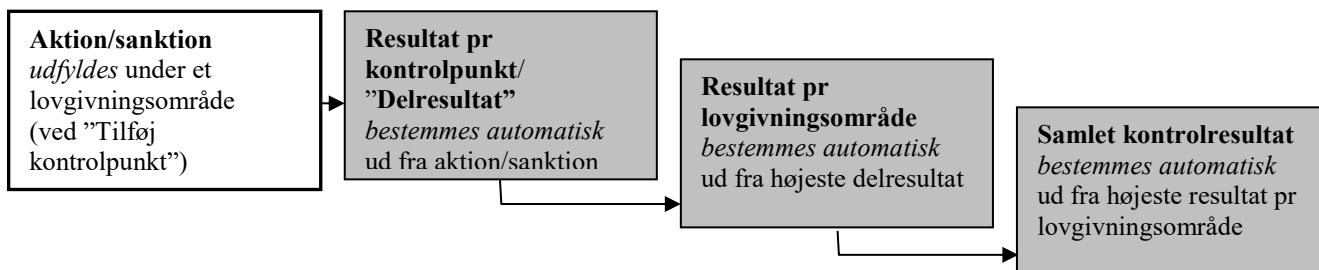 Aktion/sanktion
udfyldes under et
lovgivningsområde
(ved ”Tilføj
kontrolpunkt”)
Resultat pr
kontrolpunkt/
”Delresultat”
bestemmes automatisk
ud fra aktion/sanktion
Resultat pr
lovgivningsområde
bestemmes automatisk
ud fra højeste delresultat
Samlet kontrolresultat
bestemmes automatisk
ud fra højeste resultat pr
lovgivningsområde